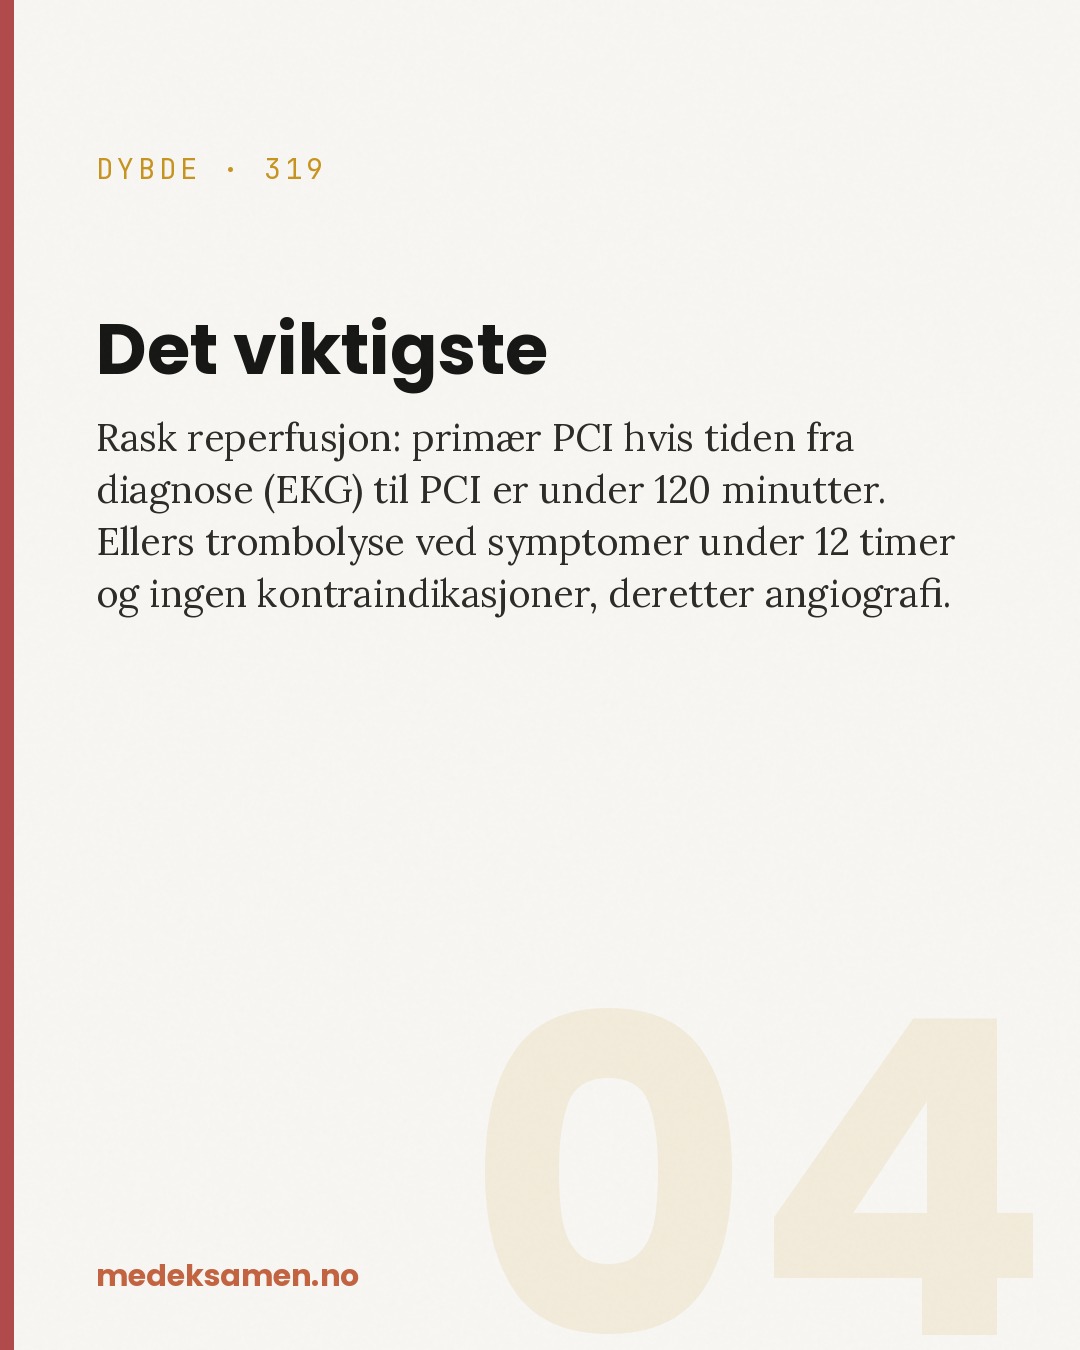 DYBDE · 319
Det viktigste
Rask reperfusjon: primær PCI hvis tiden fra
diagnose (EKG) til PCI er under 120 minutter.
Ellers trombolyse ved symptomer under 12 timer
og ingen kontraindikasjoner, deretter angiografi.
04
medeksamen.no